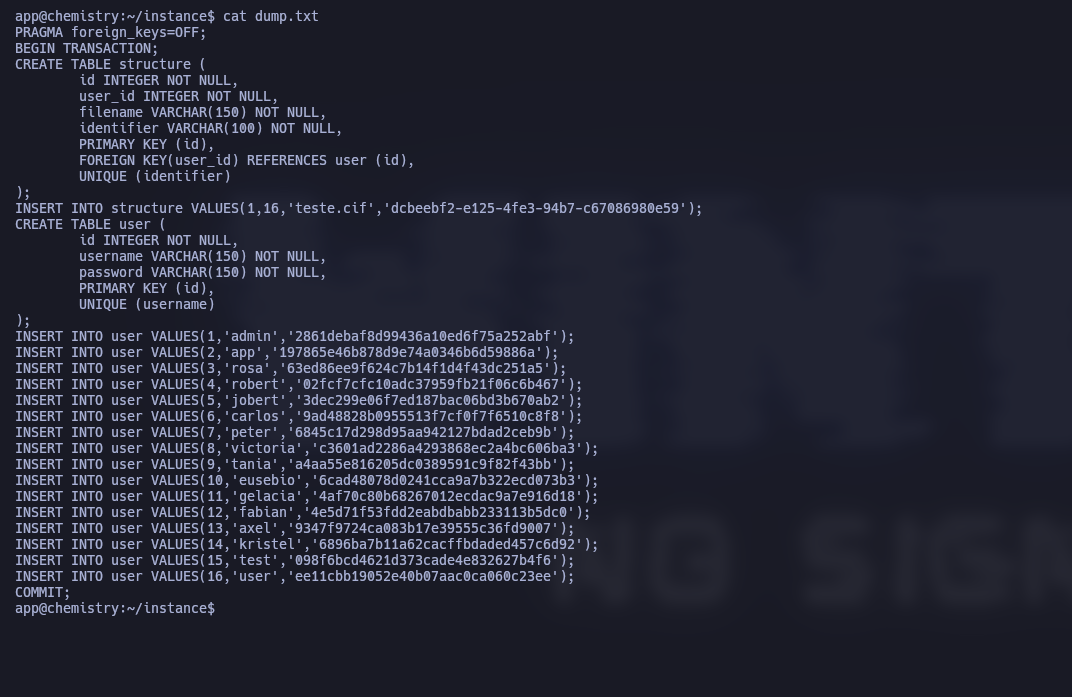 app@chemistry:~/instance$ cat dump.txt
PRAGMA foreign_keys=OFF;
BEGIN TRANSACTION;
CREATE TABLE structure (
        id INTEGER NOT NULL,
        user_id INTEGER NOT NULL,
        filename VARCHAR(150) NOT NULL,
        identifier VARCHAR(100) NOT NULL,
        PRIMARY KEY (id),
        FOREIGN KEY(user_id) REFERENCES user (id),
        UNIQUE (identifier)
);
INSERT INTO structure VALUES(1,16,'teste.cif','dcbeebf2-e125-4fe3-94b7-c67086980e59');
CREATE TABLE user (
        id INTEGER NOT NULL,
        username VARCHAR(150) NOT NULL,
        password VARCHAR(150) NOT NULL,
        PRIMARY KEY (id),
        UNIQUE (username)
);
INSERT INTO user VALUES(1,'admin','2861debaf8d99436a10ed6f75a252abf');
INSERT INTO user VALUES(2,'app','197865e46b878d9e74a0346b6d59886a');
INSERT INTO user VALUES(3,'rosa','63ed86ee9f624c7b14f1d4f43dc251a5');
INSERT INTO user VALUES(4,'robert','02fcf7cfc10adc37959fb21f06c6b467');
INSERT INTO user VALUES(5,'jobert','3dec299e06f7ed187bac06bd3b670ab2');
INSERT INTO user VALUES(6,'carlos','9ad48828b0955513f7cf0f7f6510c8f8');
INSERT INTO user VALUES(7,'peter','6845c17d298d95aa942127bdad2ceb9b');
INSERT INTO user VALUES(8,'victoria','c3601ad2286a4293868ec2a4bc606ba3');
INSERT INTO user VALUES(9,'tania','a4aa55e816205dc0389591c9f82f43bb');
INSERT INTO user VALUES(10,'eusebio','6cad48078d0241cca9a7b322ecd073b3');
INSERT INTO user VALUES(11,'gelacia','4af70c80b68267012ecdac9a7e916d18');
INSERT INTO user VALUES(12,'fabian','4e5d71f53fdd2eabdbabb233113b5dc0');
INSERT INTO user VALUES(13,'axel','9347f9724ca083b17e39555c36fd9007');
INSERT INTO user VALUES(14,'kristel','6896ba7b11a62cacffbdaded457c6d92');
INSERT INTO user VALUES(15,'test','098f6bcd4621d373cade4e832627b4f6');
INSERT INTO user VALUES(16,'user','ee11cbb19052e40b07aac0ca060c23ee');
COMMIT;
app@chemistry:~/instance$